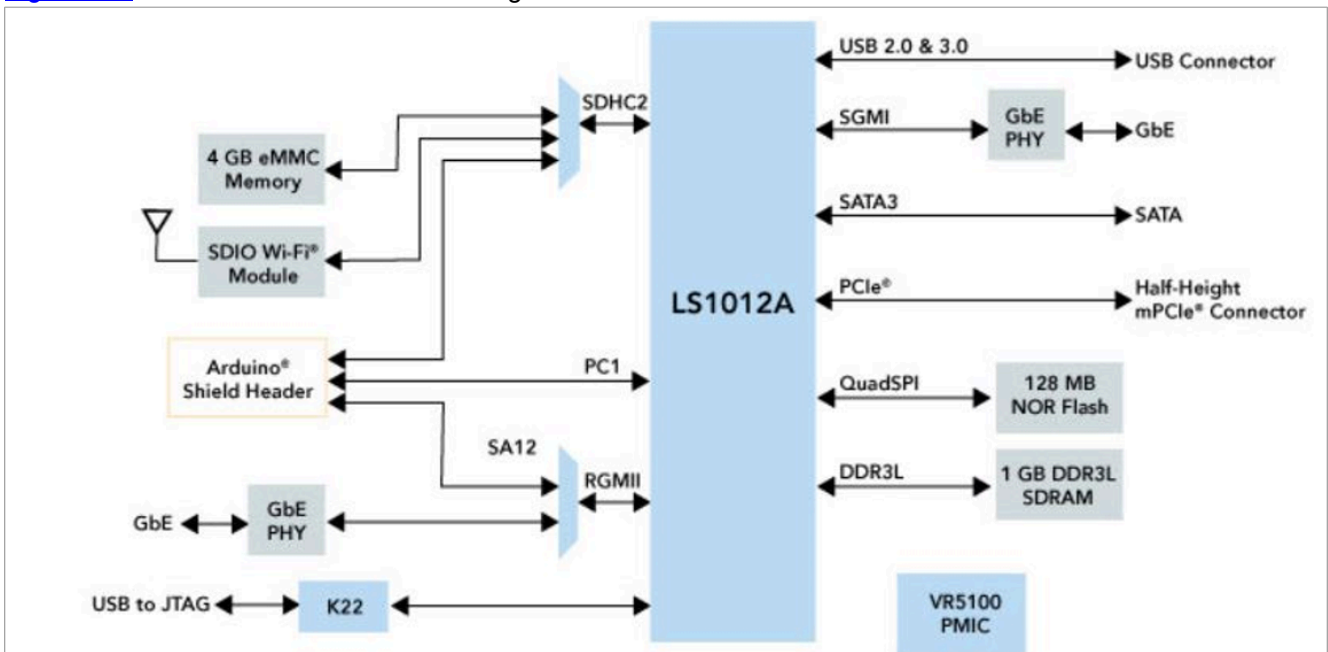 USB 2.0 & 3.0
USB Connector
SDHC2
SGMI
GbE
PHY
GbE
4 GB eMMC
Memory
SATA3
SATA
SDIO Wi-Fi®
Module
PCIe®
Half-Height
mPCIe® Connector
LS1012A
Arduino®
Shield Header
PC1
QuadSPI
128 MB
NOR Flash
SA12
RGMII
DDR3L
1 GB DDR3L
SDRAM
GbE
GbE
PHY
USB to JTAG
K22
VR5100
PMIC